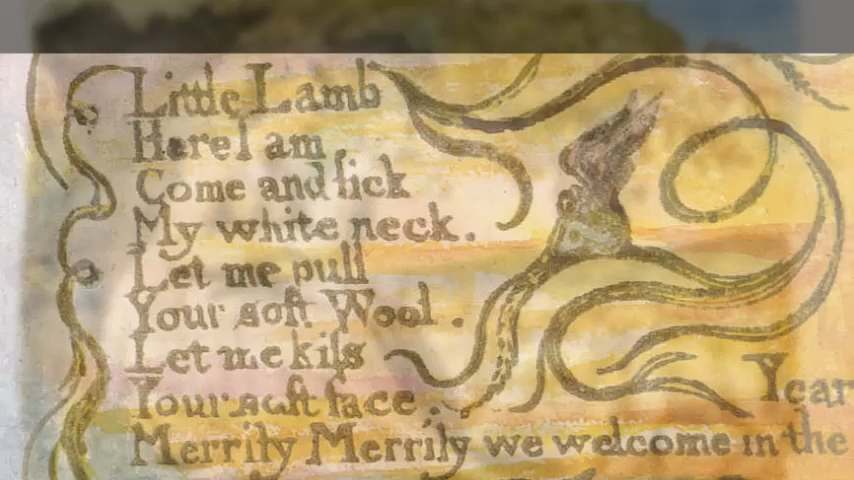 Little Lamb
Here I am.
Come and lick
My white neck.
Let me pull
Your soft Wool.
Let me kiſs
Your soft face.
Year
Merrily Merrily we welcome in the